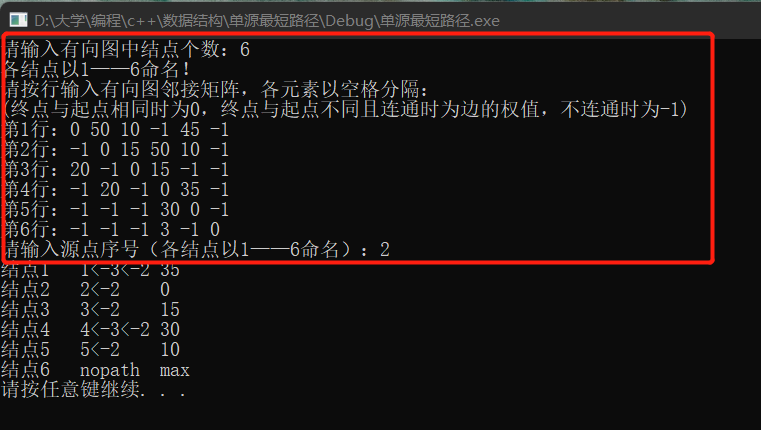 D:\大学\编程\c++\数据结构\单源最短路径\Debug\单源最短路径.exe
请输入有向图中结点个数：6
各结点以1——6命名！
请按行输入有向图邻接矩阵，各元素以空格分隔：
(终点与起点相同时为0，终点与起点不同且连通时为边的权值，不连通时为-1)
第1行：0 50 10 -1 45 -1
第2行：-1 0 15 50 10 -1
第3行：20 -1 0 15 -1 -1
第4行：-1 20 -1 0 35 -1
第5行：-1 -1 -1 30 0 -1
第6行：-1 -1 -1 3 -1 0
请输入源点序号（各结点以1——6命名）：2
结点1 1<-3<-2 35
结点2 2<-2 0
结点3 3<-2 15
结点4 4<-3<-2 30
结点5 5<-2 10
结点6 nopath max
请按任意键继续. . .